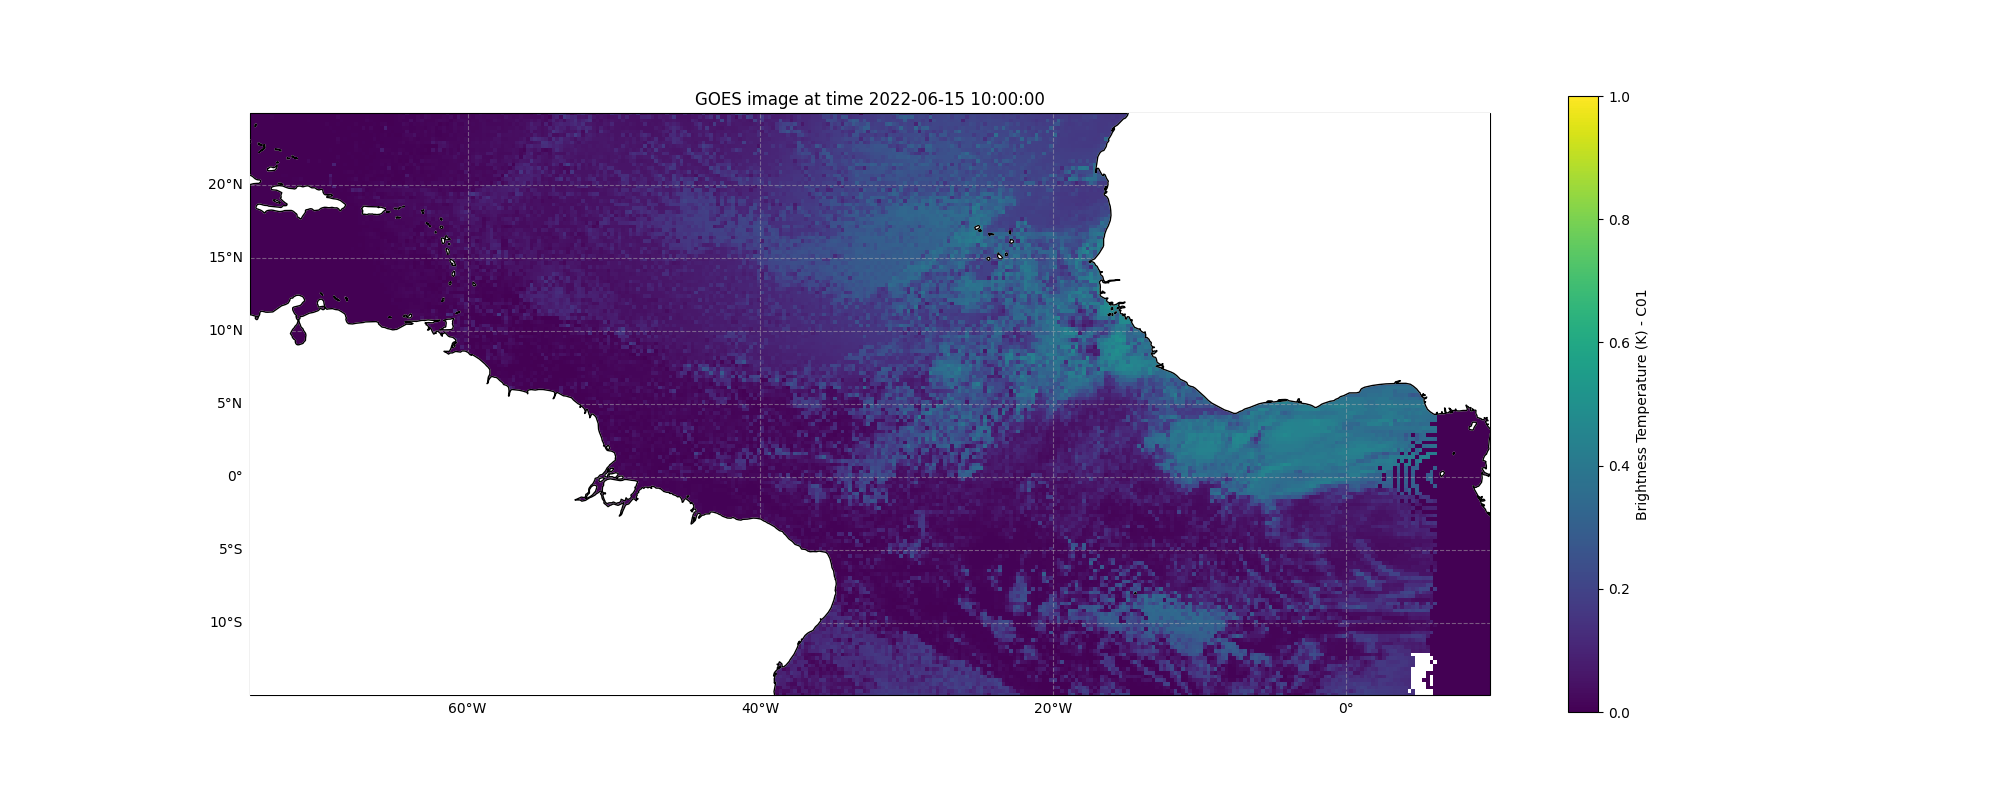 GOES image at time 2022-06-15 10:00:00
20°N
15°N
10°N
5°N
0°
5°S
10°S
60°W
40°W
20°W
0°
1.0
0.8
0.6
0.4
0.2
0.0
Brightness Temperature (K) - C01